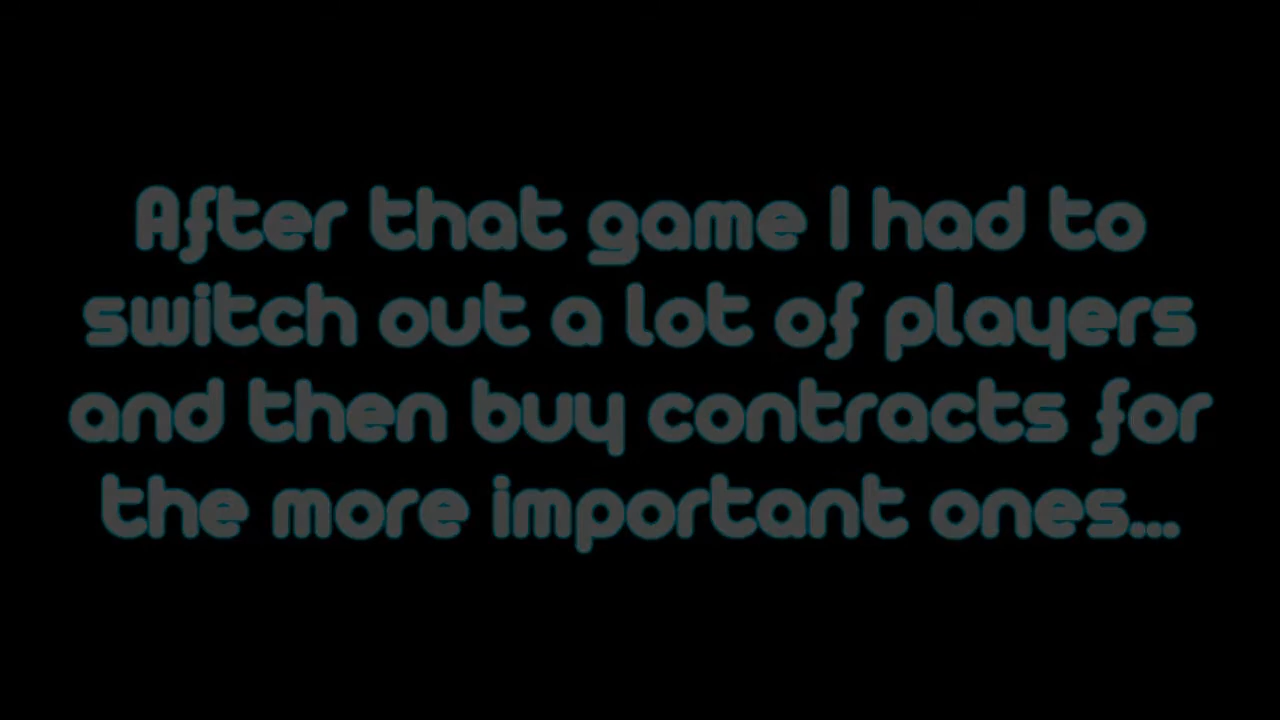 After that game I had to
switch out a lot of players
and then buy contracts for
the more important ones...